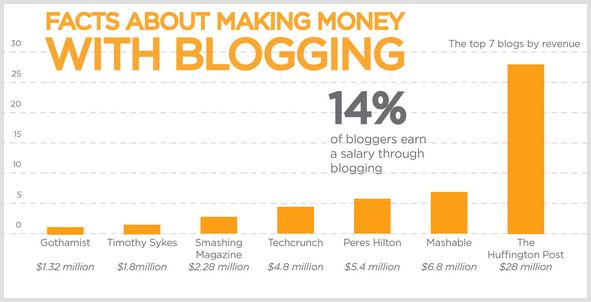 FACTS ABOUT MAKING MONEY
WITH BLOGGING
The top 7 blogs by revenue
30
25
20
15
10
5
0
14%
of bloggers earn
a salary through
blogging
Gothamist
$1.32 million
Timothy Sykes
$1.8million
Smashing
Magazine
$2.28 million
Techcrunch
$4.8 million
Peres Hilton
$5.4 million
Mashable
$6.8 million
The
Huffington Post
$28 million